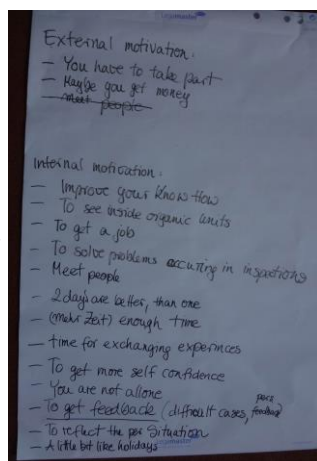 External motivation:
- You have to take part
- Maybe you get money
- meet people
Internal motivation:
- Improve your know how
- To see inside organic units
- To get a job
- To solve problems occuring in inspections
- Meet people
- 2 days are better, than one
- (mehr Zeit) enough time
- time for exchanging experinces
- To get more self confidence
- You are not allone
- To get feedback (difficult cases, feedback)
- To reflect the Situation
- A little bit like holidays